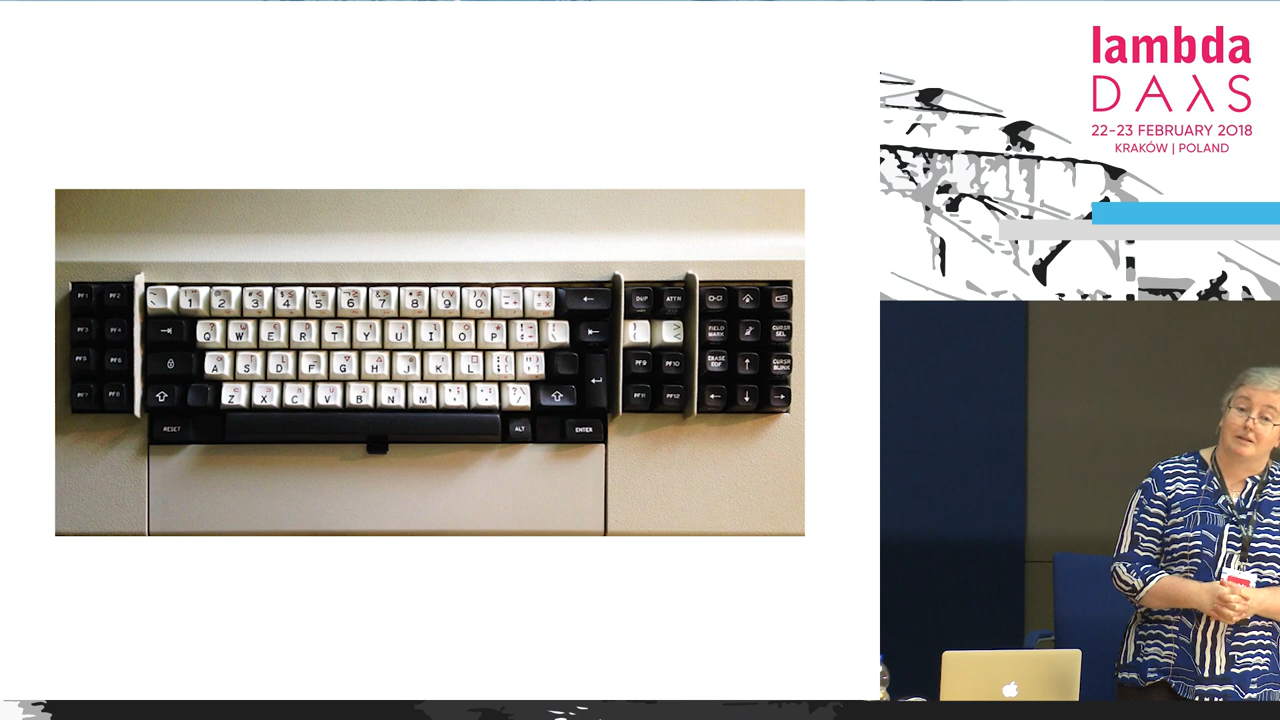 lambda
DAλS
22-23 FEBRUARY 2018
KRAKÓW | POLAND
PF1 PF2
1 2 3 4 5 6 7 8 9 0
DUP ATTN
PF3 PF4
Q W E R T Y U I O P
FIELD MARK
CURSR SEL
PF5 PF6
A S D F G H J K L
PF9 PF10
ERASE EOF
CURSR BLINK
PF7 PF8
Z X C V B N M
PF11 PF12
RESET
ALT
ENTER